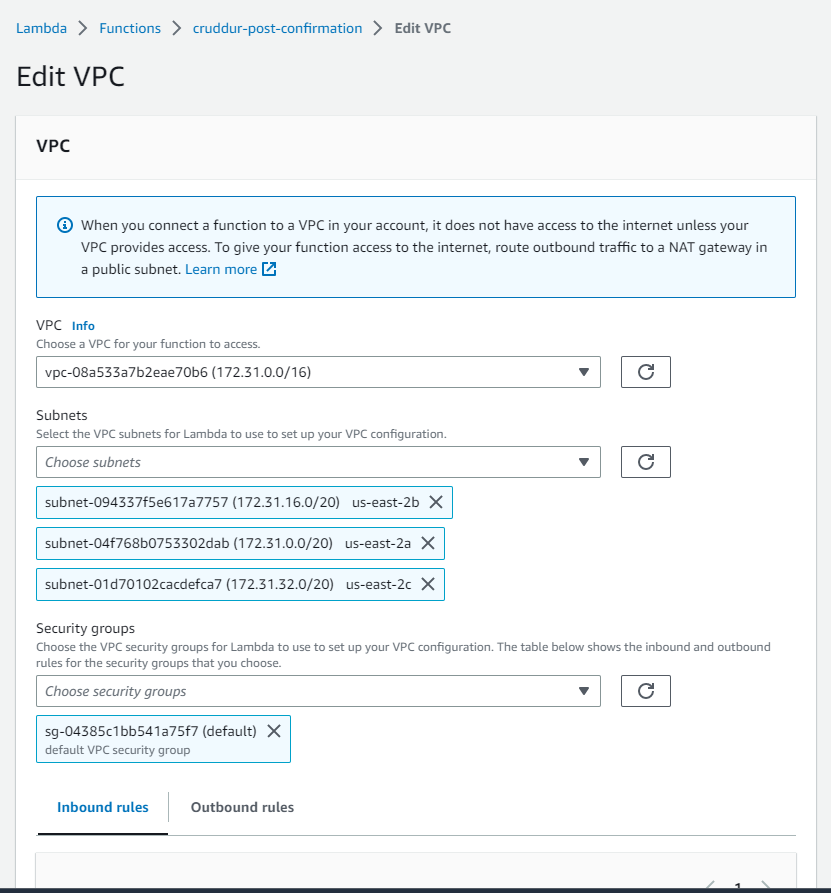 Lambda > Functions > cruddur-post-confirmation > Edit VPC
Edit VPC
VPC
When you connect a function to a VPC in your account, it does not have access to the internet unless your
VPC provides access. To give your function access to the internet, route outbound traffic to a NAT gateway in
a public subnet. Learn more
VPC Info
Choose a VPC for your function to access.
vpc-08a533a7b2eae70b6 (172.31.0.0/16)
Subnets
Select the VPC subnets for Lambda to use to set up your VPC configuration.
Choose subnets
subnet-094337f5e617a7757 (172.31.16.0/20) us-east-2b
subnet-04f768b0753302dab (172.31.0.0/20) us-east-2a
subnet-01d70102cacdefca7 (172.31.32.0/20) us-east-2c
Security groups
Choose the VPC security groups for Lambda to use to set up your VPC configuration. The table below shows the inbound and outbound
rules for the security groups that you choose.
Choose security groups
sg-04385c1bb541a75f7 (default)
default VPC security group
Inbound rules
Outbound rules
1